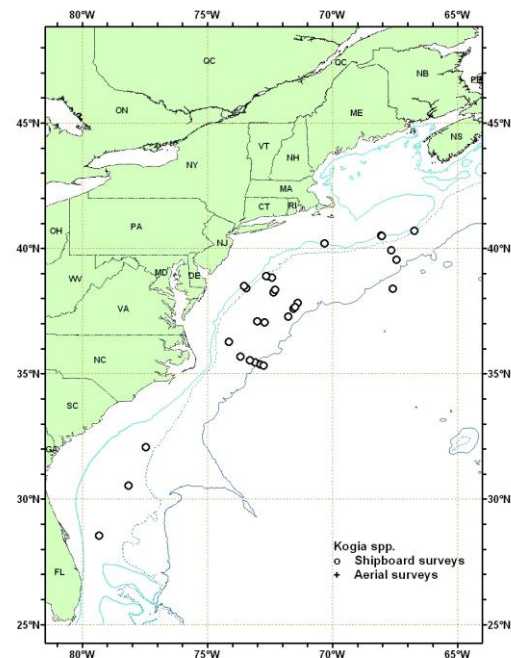 80°W 75°W 70°W 65°W
QC QC NB PE
ON ME
45°N 45°N
NS
VT
NH
NY
MA
CT RI
OH PA NJ
40°N 40°N
MD DE
WV
VA
NC
35°N 35°N
SC
GA
30°N 30°N
Kogia spp.
Shipboard surveys
Aerial surveys
FL
25°N 25°N
80°W 75°W 70°W 65°W